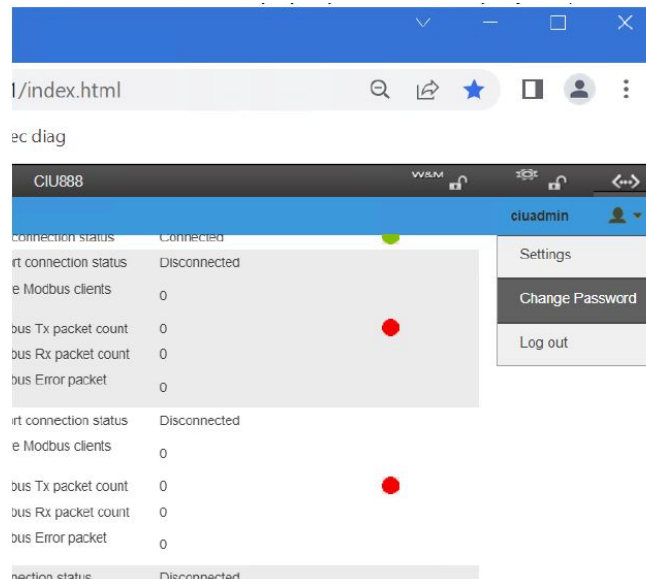 1/index.html
ec diag
CIU888
W&M
ciuadmin
connection status Connected
rt connection status Disconnected
e Modbus clients
0
bus Tx packet count 0
bus Rx packet count 0
bus Error packet
0
rt connection status Disconnected
e Modbus clients
0
bus Tx packet count 0
bus Rx packet count 0
bus Error packet
0
nection status Disconnected
Settings
Change Password
Log out